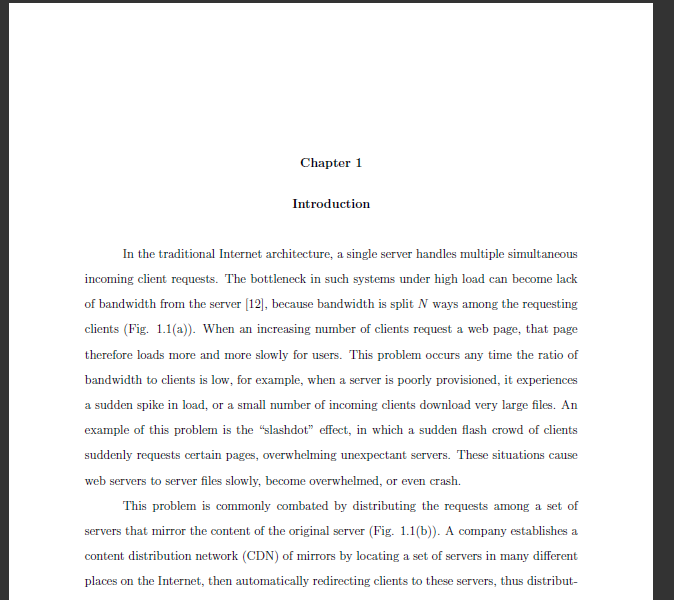 Chapter 1
Introduction
In the traditional Internet architecture, a single server handles multiple simultaneous
incoming client requests. The bottleneck in such systems under high load can become lack
of bandwidth from the server [12], because bandwidth is split N ways among the requesting
clients (Fig. 1.1(a)). When an increasing number of clients request a web page, that page
therefore loads more and more slowly for users. This problem occurs any time the ratio of
bandwidth to clients is low, for example, when a server is poorly provisioned, it experiences
a sudden spike in load, or a small number of incoming clients download very large files. An
example of this problem is the “slashdot” effect, in which a sudden flash crowd of clients
suddenly requests certain pages, overwhelming unexpectant servers. These situations cause
web servers to server files slowly, become overwhelmed, or even crash.
This problem is commonly combated by distributing the requests among a set of
servers that mirror the content of the original server (Fig. 1.1(b)). A company establishes a
content distribution network (CDN) of mirrors by locating a set of servers in many different
places on the Internet, then automatically redirecting clients to these servers, thus distribut-